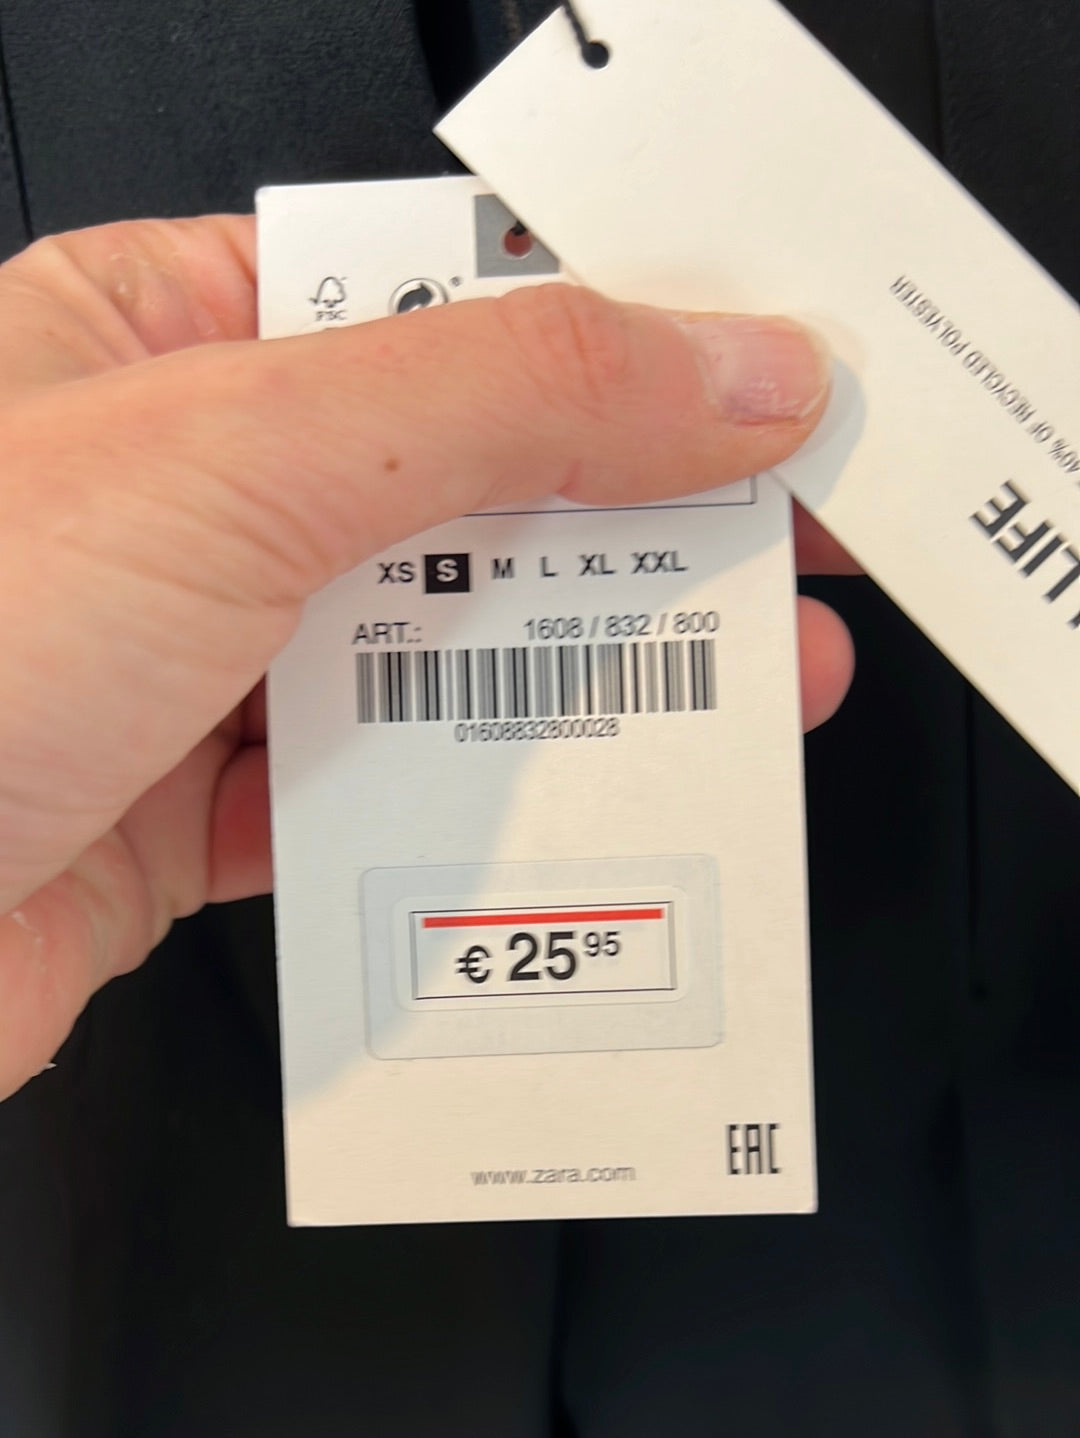 FSC
XS S M L XL XXL
ART.: 1608 / 832 / 800
01608832800028
€ 25 95
www.zara.com
EAC
LIFE
40% OF RECYCLED POLYESTER